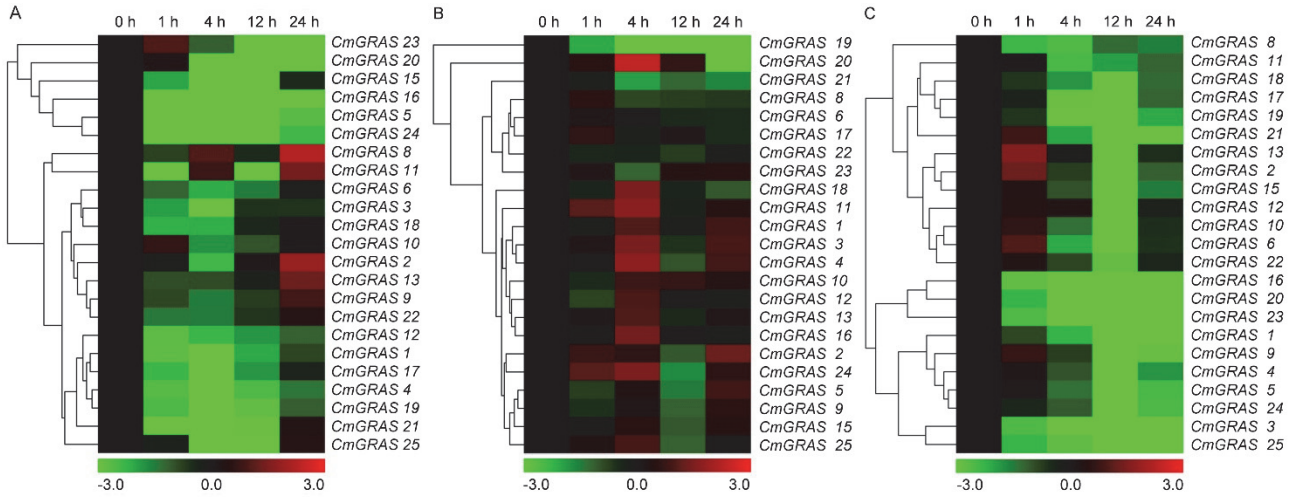 A
0 h 1 h 4 h 12 h 24 h
CmGRAS 23
CmGRAS 20
CmGRAS 15
CmGRAS 16
CmGRAS 5
CmGRAS 24
CmGRAS 8
CmGRAS 11
CmGRAS 6
CmGRAS 3
CmGRAS 18
CmGRAS 10
CmGRAS 2
CmGRAS 13
CmGRAS 9
CmGRAS 22
CmGRAS 12
CmGRAS 1
CmGRAS 17
CmGRAS 4
CmGRAS 19
CmGRAS 21
CmGRAS 25
-3.0 0.0 3.0
B
0 h 1 h 4 h 12 h 24 h
CmGRAS 19
CmGRAS 20
CmGRAS 21
CmGRAS 8
CmGRAS 6
CmGRAS 17
CmGRAS 22
CmGRAS 23
CmGRAS 18
CmGRAS 11
CmGRAS 1
CmGRAS 3
CmGRAS 4
CmGRAS 10
CmGRAS 12
CmGRAS 13
CmGRAS 16
CmGRAS 2
CmGRAS 24
CmGRAS 5
CmGRAS 9
CmGRAS 15
CmGRAS 25
-3.0 0.0 3.0
C
0 h 1 h 4 h 12 h 24 h
CmGRAS 8
CmGRAS 11
CmGRAS 18
CmGRAS 17
CmGRAS 19
CmGRAS 21
CmGRAS 13
CmGRAS 2
CmGRAS 15
CmGRAS 12
CmGRAS 10
CmGRAS 6
CmGRAS 22
CmGRAS 16
CmGRAS 20
CmGRAS 23
CmGRAS 1
CmGRAS 9
CmGRAS 4
CmGRAS 5
CmGRAS 24
CmGRAS 3
CmGRAS 25
-3.0 0.0 3.0